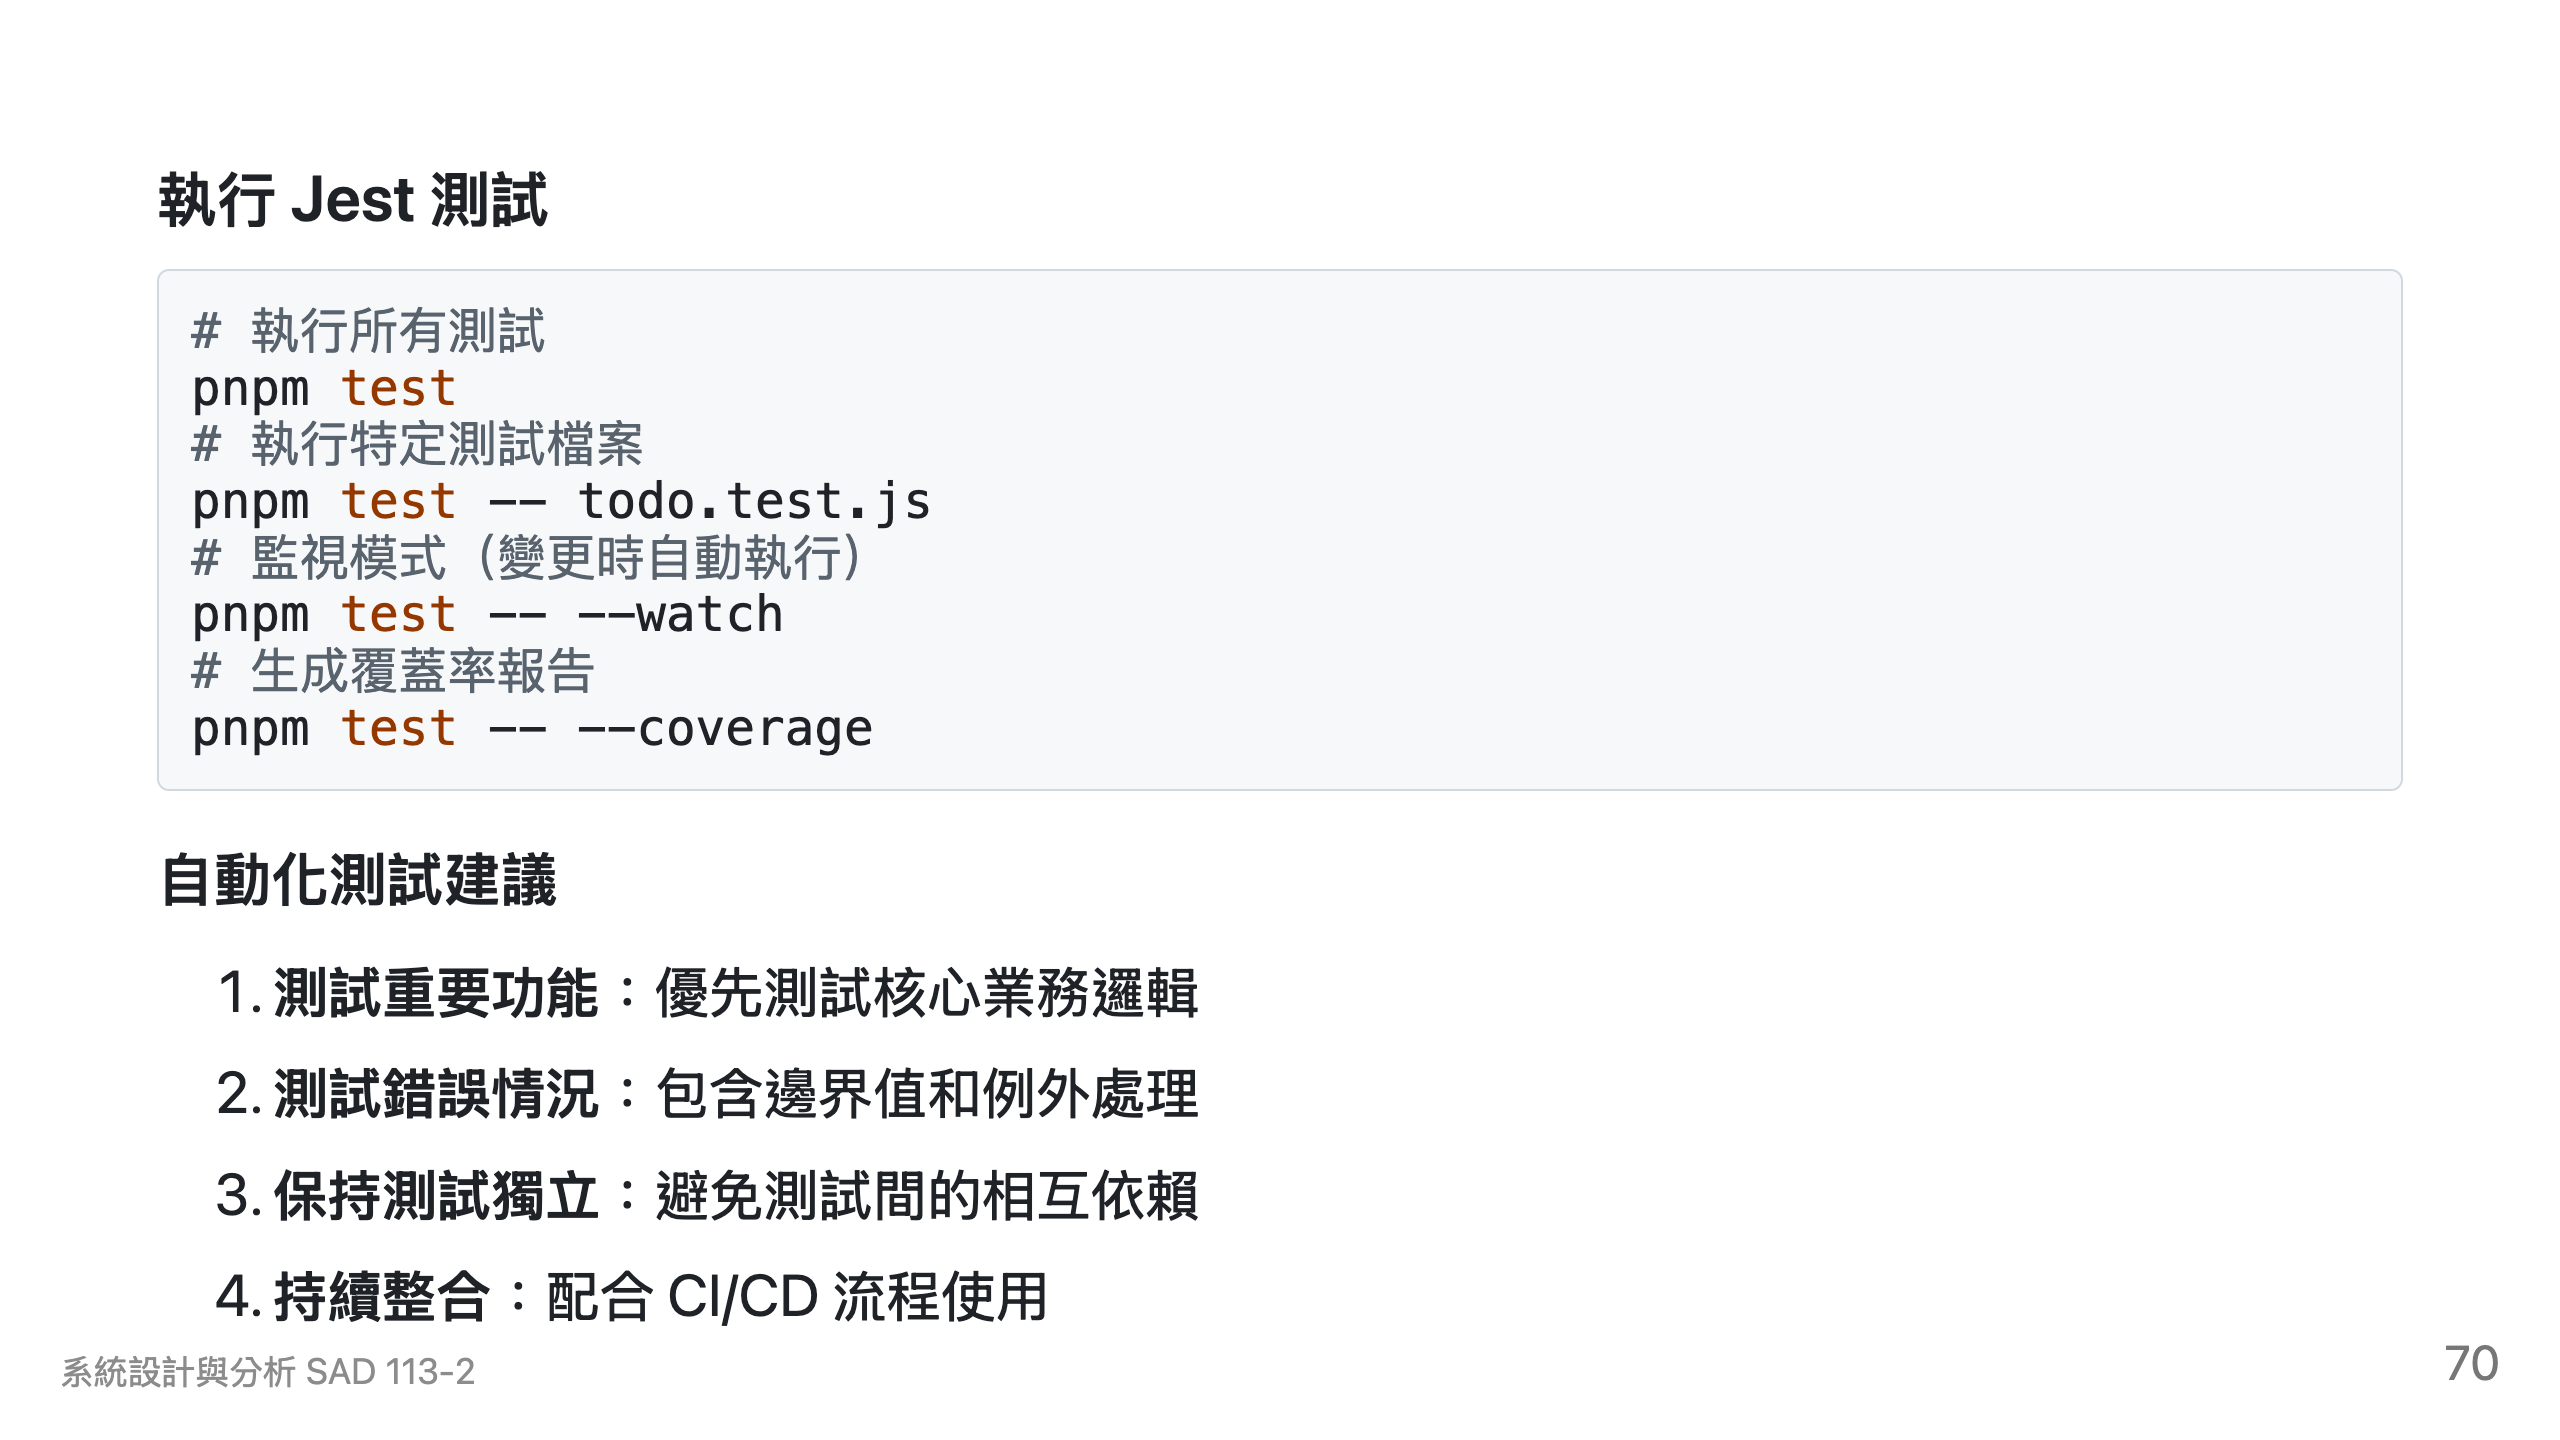 執行 Jest 測試
# 執行所有測試
pnpm test
# 執行特定測試檔案
pnpm test -- todo.test.js
# 監視模式（變更時自動執行）
pnpm test -- --watch
# 生成覆蓋率報告
pnpm test -- --coverage
自動化測試建議
1. 測試重要功能：優先測試核心業務邏輯
2. 測試錯誤情況：包含邊界值和例外處理
3. 保持測試獨立：避免測試間的相互依賴
4. 持續整合：配合 CI/CD 流程使用
系統設計與分析 SAD 113-2
70